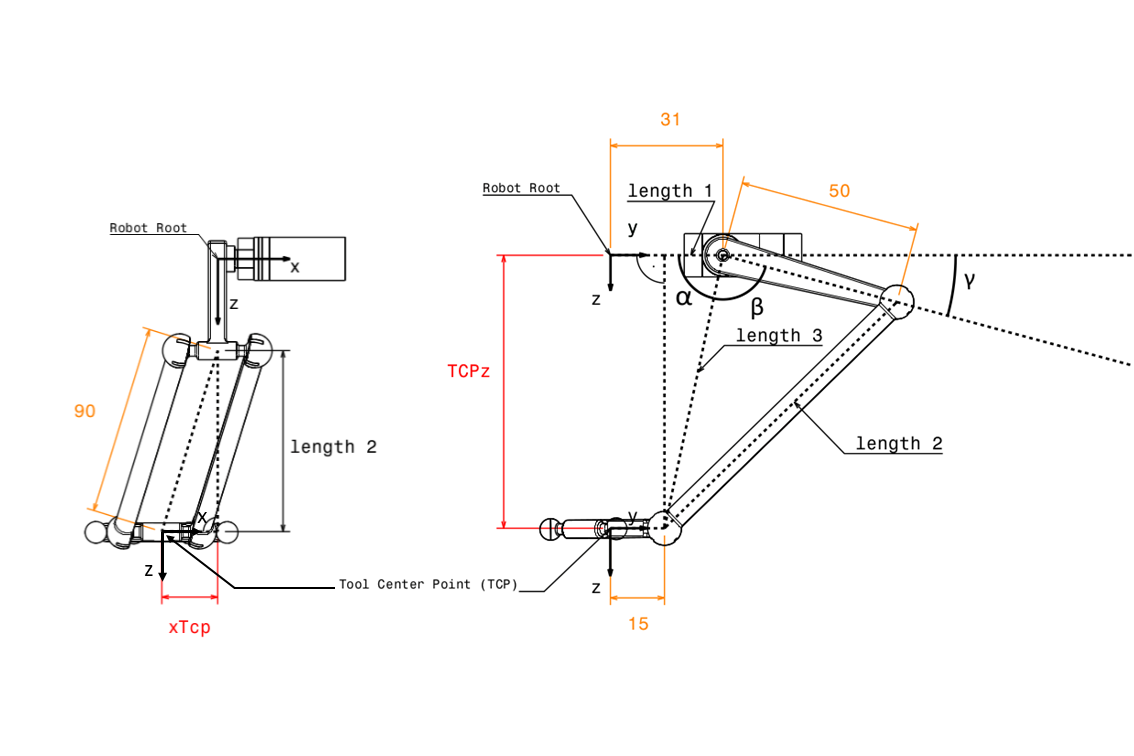 Robot Root
x
z
90
length 2
x
z
xTcp
Tool Center Point (TCP)
31
Robot Root
length 1
50
y
z
α
β
γ
length 3
TCPz
length 2
y
z
15